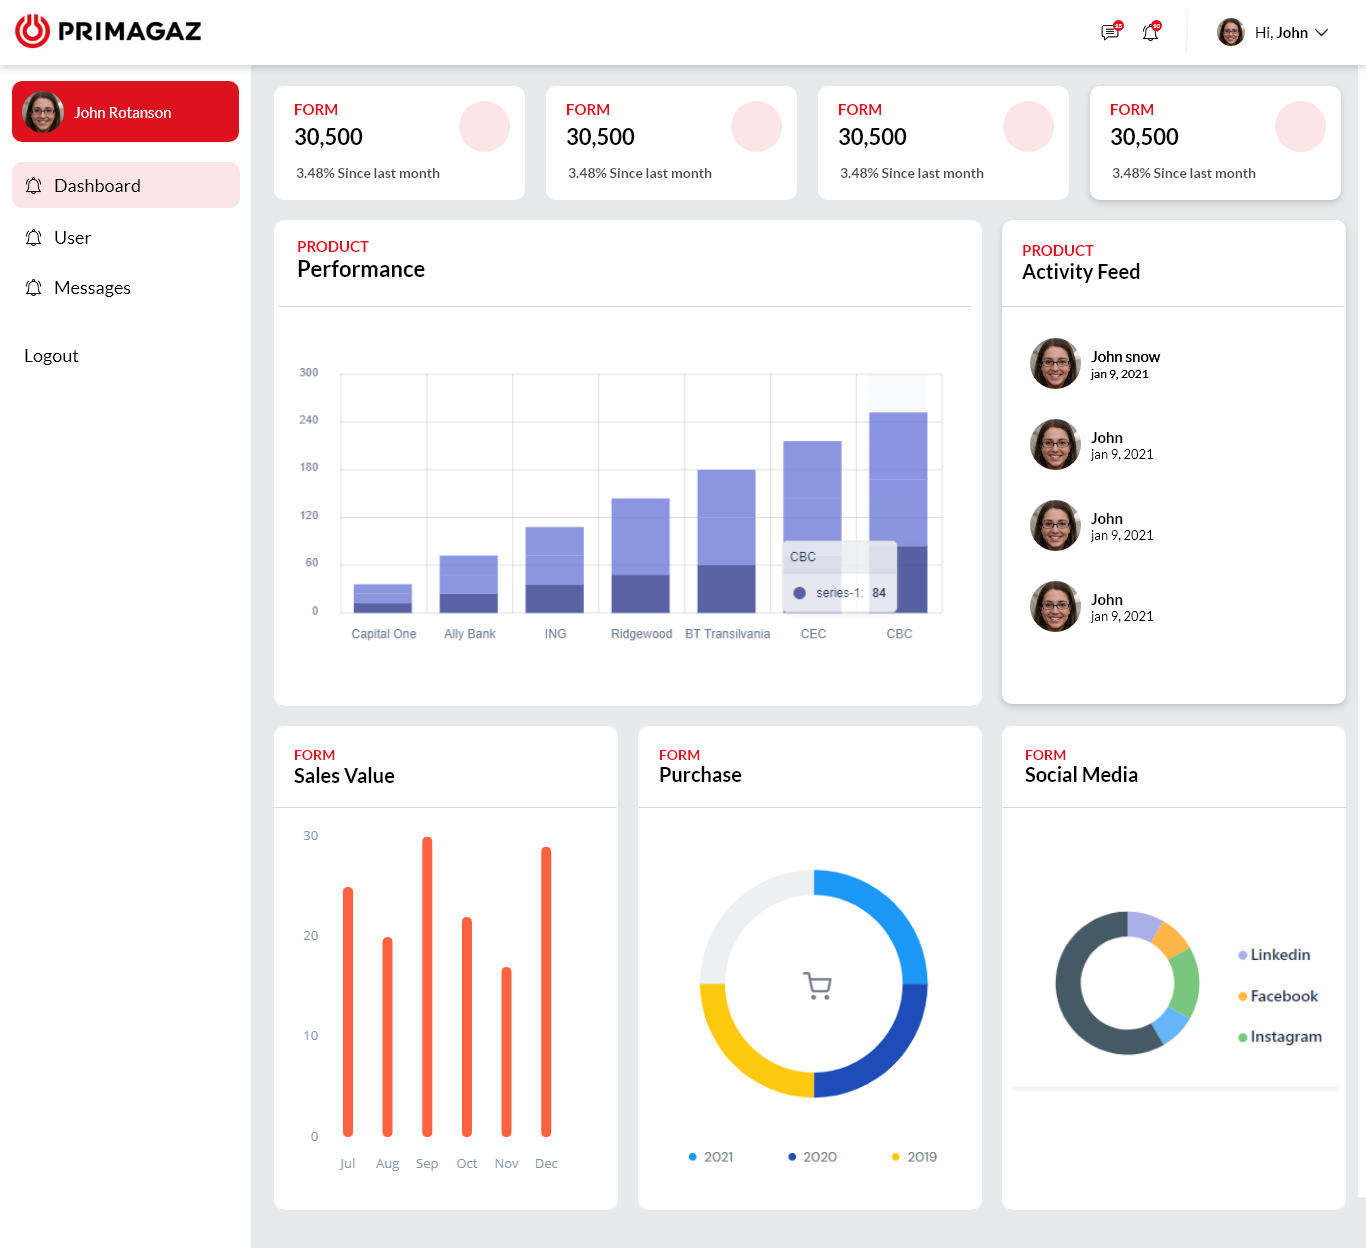 PRIMAGAZ
15
10
Hi, John
John Rotanson
Dashboard
User
Messages
Logout
FORM
30,500
3.48% Since last month
FORM
30,500
3.48% Since last month
FORM
30,500
3.48% Since last month
FORM
30,500
3.48% Since last month
PRODUCT
Performance
300
240
180
120
60
0
CBC
series-1: 84
Capital One Ally Bank ING Ridgewood BT Transilvania CEC CBC
PRODUCT
Activity Feed
John snow
jan 9, 2021
John
jan 9, 2021
John
jan 9, 2021
John
jan 9, 2021
FORM
Sales Value
30
20
10
0
Jul Aug Sep Oct Nov Dec
FORM
Purchase
2021 2020 2019
FORM
Social Media
Linkedin
Facebook
Instagram